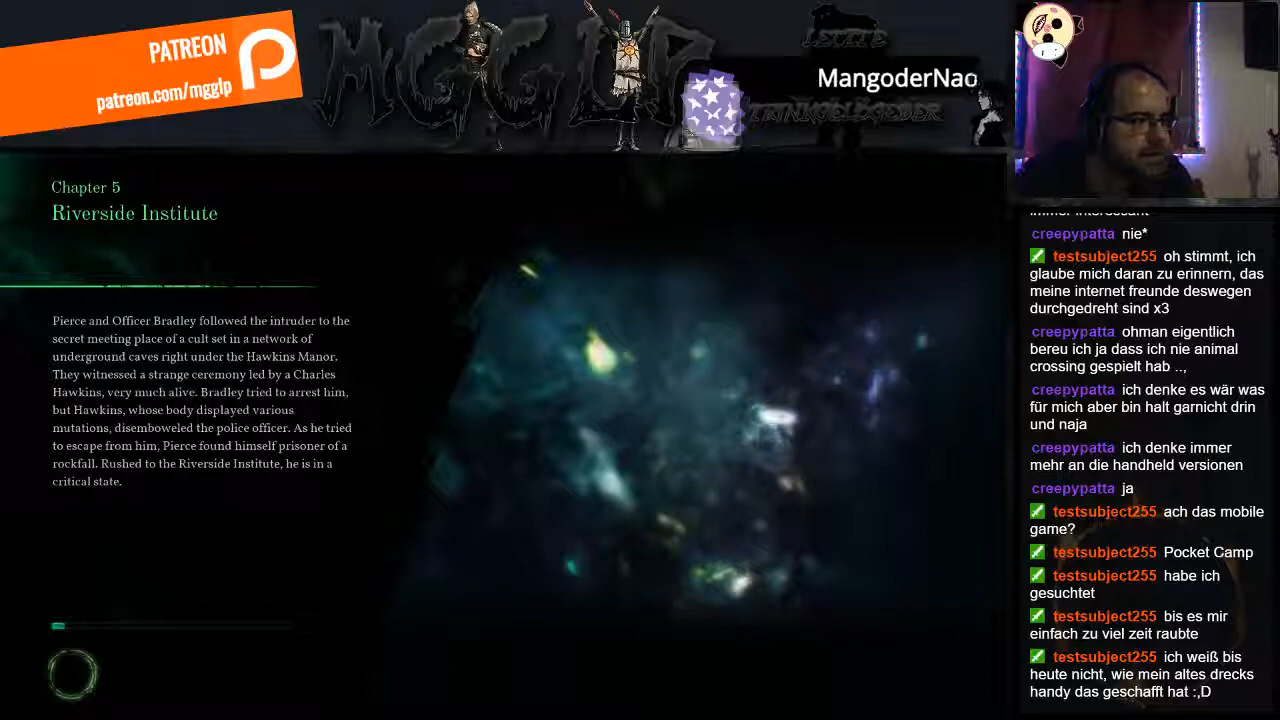 PATREON
patreon.com/mgglp
MGGLP
MangoderNao
TRINKGELDGEBER
Chapter 5
Riverside Institute
Pierce and Officer Bradley followed the intruder to the
secret meeting place of a cult set in a network of
underground caves right under the Hawkins Manor.
They witnessed a strange ceremony led by a Charles
Hawkins, very much alive. Bradley tried to arrest him,
but Hawkins, whose body displayed various
mutations, disemboweled the police officer. As he tried
to escape from him, Pierce found himself prisoner of a
rockfall. Rushed to the Riverside Institute, he is in a
critical state.
immer interessant
creepypatta nie*
testsubject255 oh stimmt, ich
glaube mich daran zu erinnern, das
meine internet freunde deswegen
durchgedreht sind x3
creepypatta ohman eigentlich
bereu ich ja dass ich nie animal
crossing gespielt hab ..,
creepypatta ich denke es wär was
für mich aber bin halt garnicht drin
und naja
creepypatta ich denke immer
mehr an die handheld versionen
creepypatta ja
testsubject255 ach das mobile
game?
testsubject255 Pocket Camp
testsubject255 habe ich
gesuchtet
testsubject255 bis es mir
einfach zu viel zeit raubte
testsubject255 ich weiß bis
heute nicht, wie mein altes drecks
handy das geschafft hat :,D